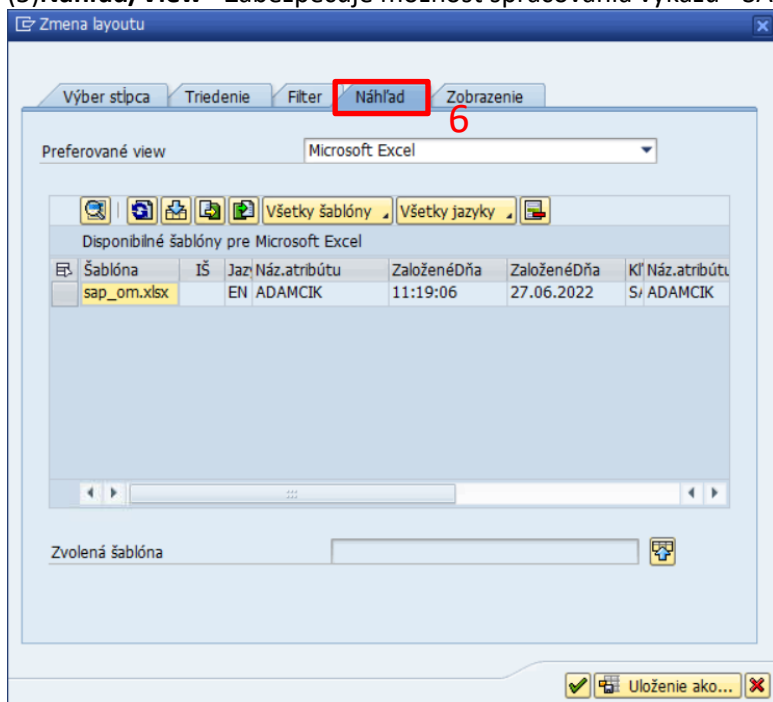 Zmena layoutu
Výber stĺpca Triedenie Filter Náhľad Zobrazenie
6
Preferované view Microsoft Excel
Všetky šablóny Všetky jazyky
Disponibilné šablóny pre Microsoft Excel
Šablóna IŠ Jazy Náz.atribútu ZaloženéDňa ZaloženéDňa Kľ Náz.atribútu
sap_om.xlsx EN ADAMCIK 11:19:06 27.06.2022 ADAMCIK
Zvolená šablóna
Uloženie ako...